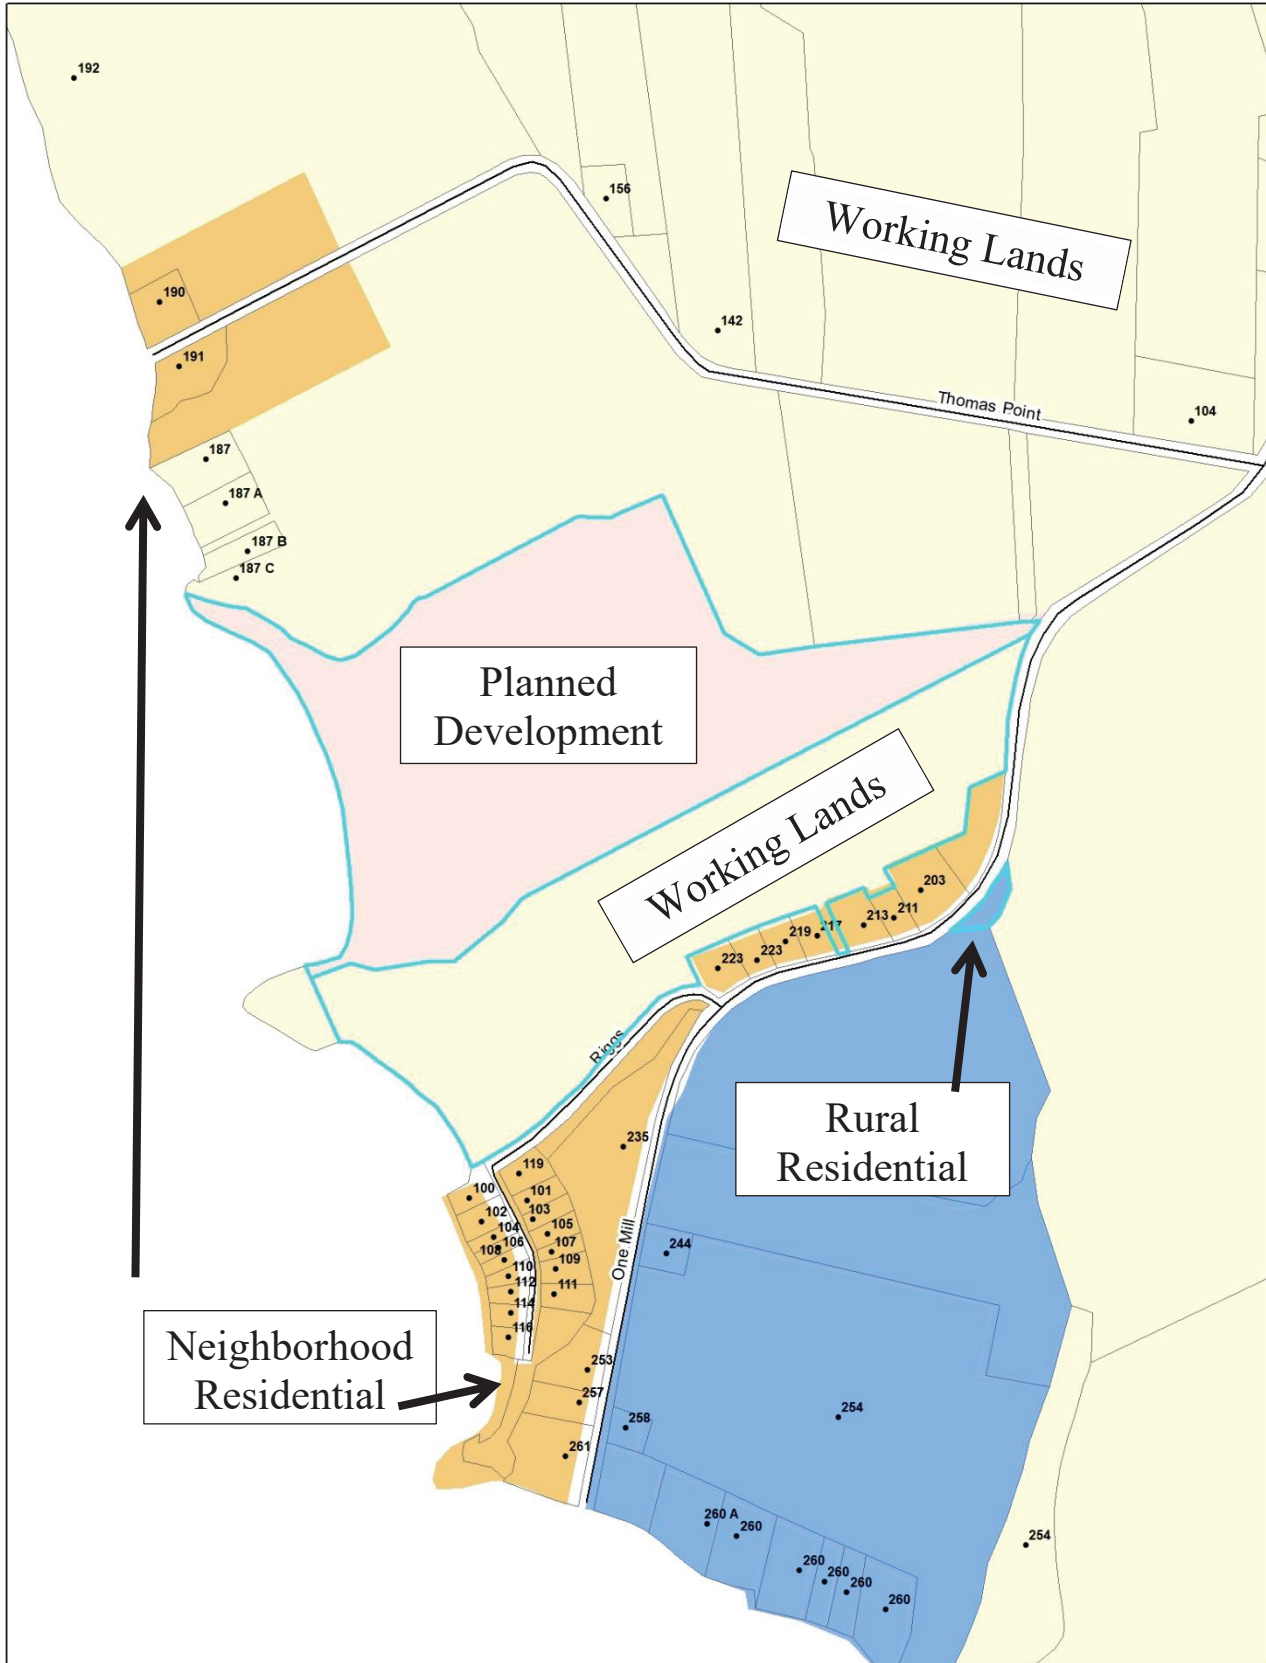 192
156
Working Lands
190
142
191
Thomas Point
104
187
187 A
187 B
187 C
Planned
Development
Working Lands
203
211
213
217
219
223
223
Riggs
Rural
Residential
235
119
100
101
102
103
104
105
106
107
108
109
110
111
112
114
116
One Mill
244
Neighborhood
Residential
253
257
258
254
261
260 A
260
260
260
260
260
254